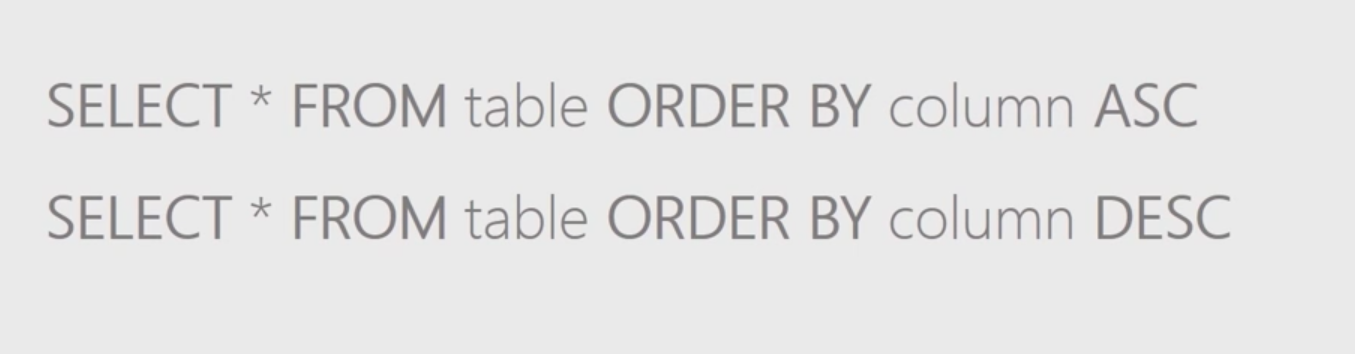 SELECT * FROM table ORDER BY column ASC
SELECT * FROM table ORDER BY column DESC